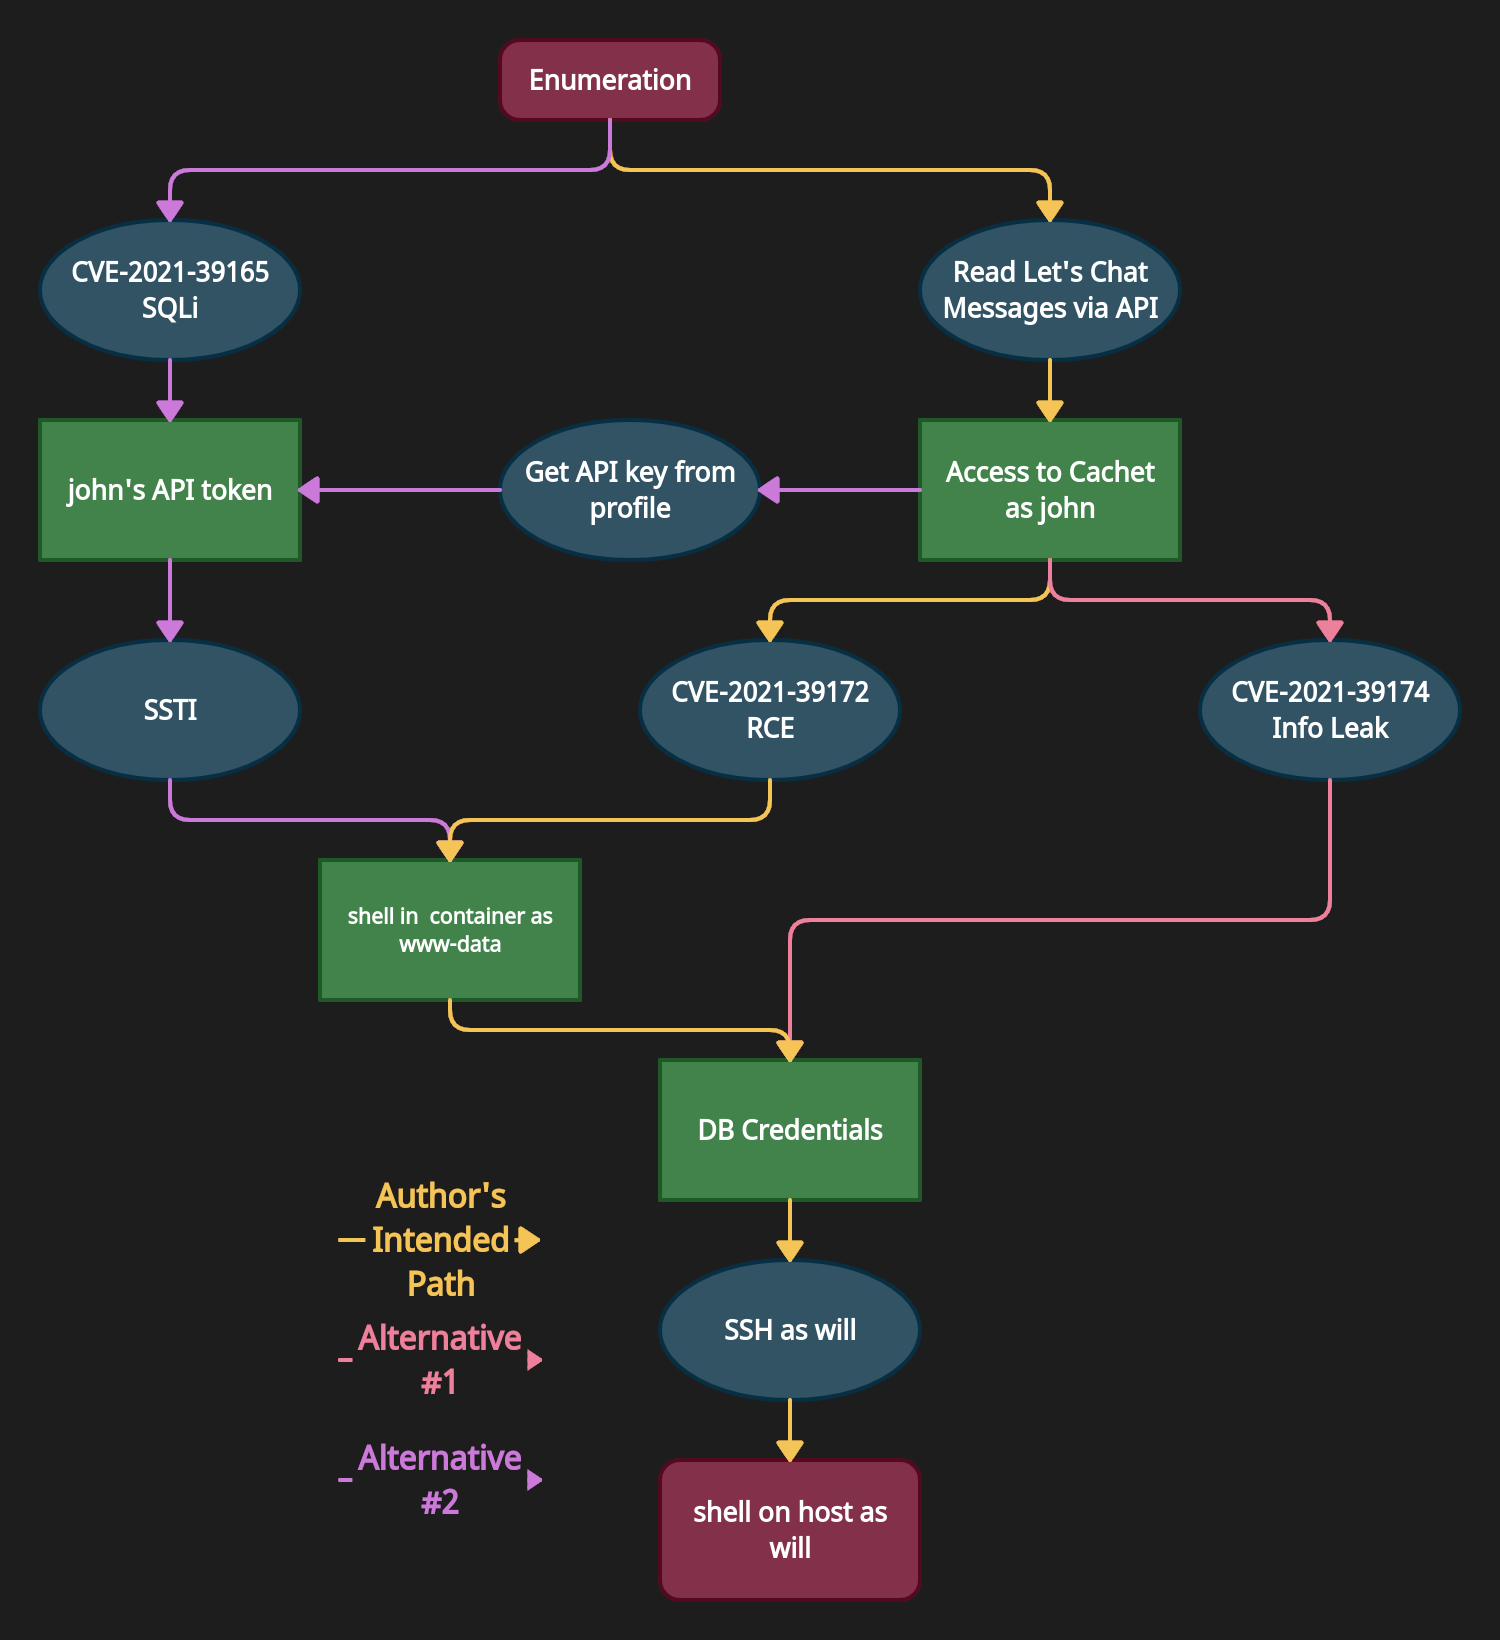 Enumeration
CVE-2021-39165
SQLi
Read Let's Chat
Messages via API
john's API token
Get API key from
profile
Access to Cachet
as john
SSTI
CVE-2021-39172
RCE
CVE-2021-39174
Info Leak
shell in  container as
www-data
DB Credentials
Author's
Intended
Path
SSH as will
Alternative
#1
Alternative
#2
shell on host as
will